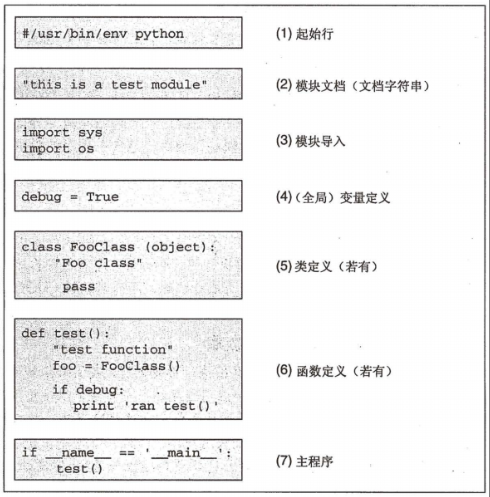 #/usr/bin/env python
(1) 起始行
"this is a test module"
(2) 模块文档（文档字符串）
import sys
import os
(3) 模块导入
debug = True
(4)（全局）变量定义
class FooClass (object):
"Foo class"
pass
(5) 类定义（若有）
def test():
"test function"
foo = FooClass()
if debug:
print 'ran test()'
(6) 函数定义（若有）
if __name__ == '__main__':
test()
(7) 主程序